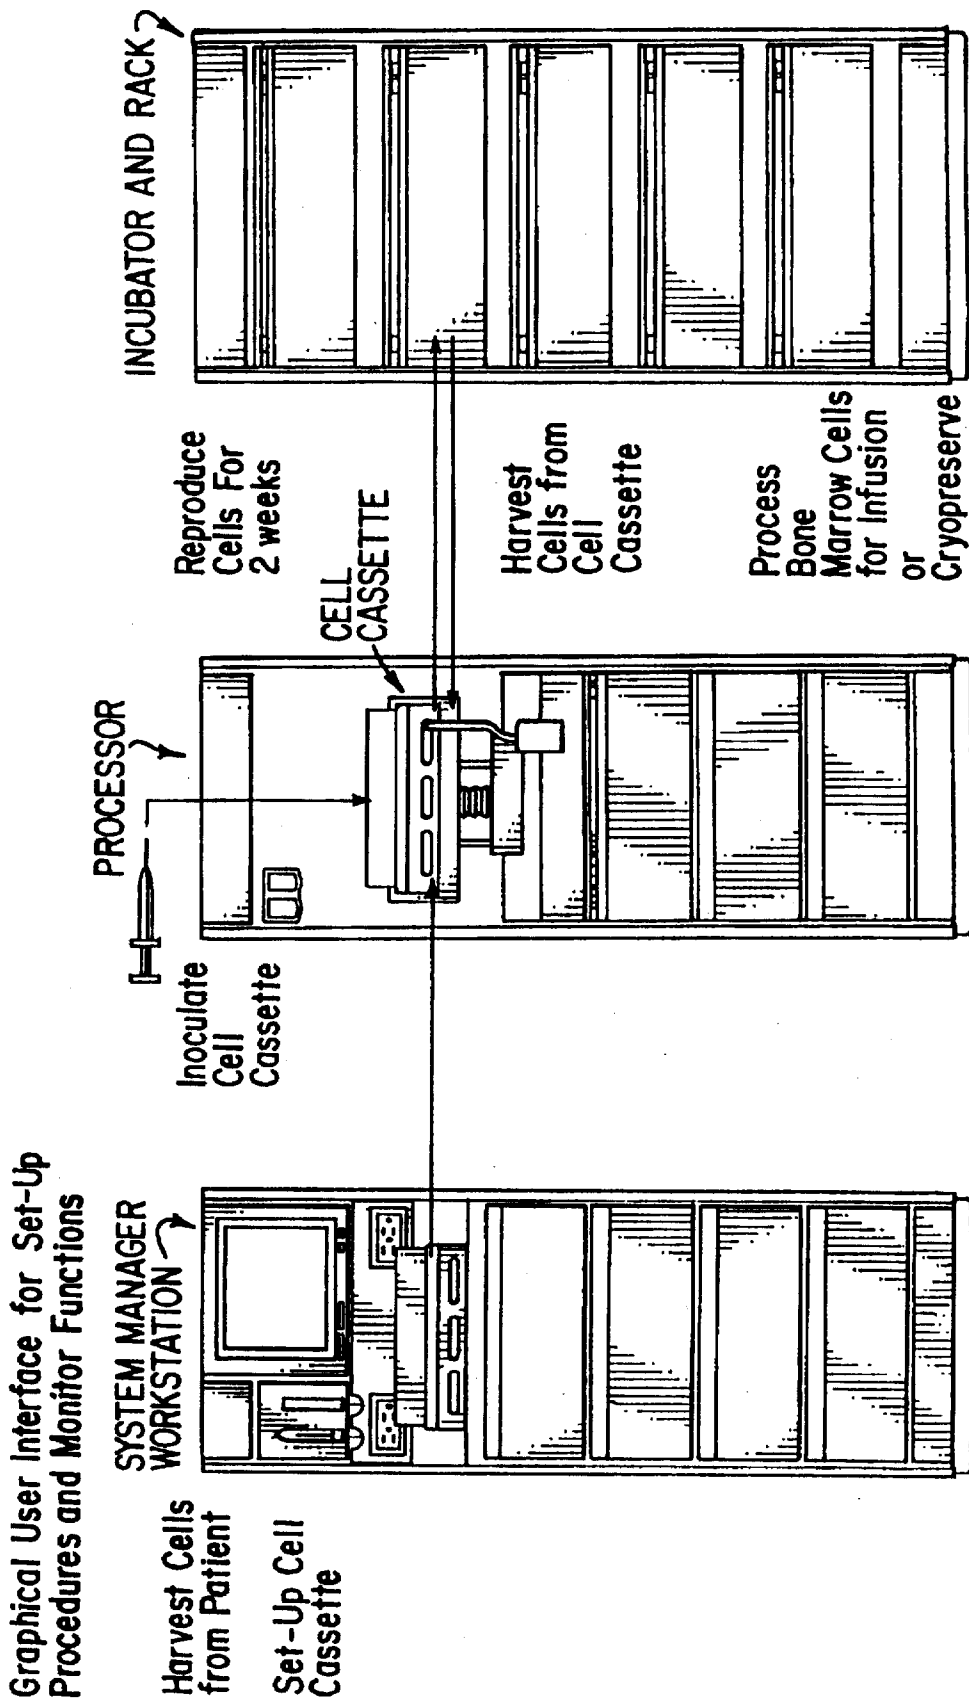 Graphical User Interface for Set-Up
Procedures and Monitor Functions
SYSTEM MANAGER
WORKSTATION
Harvest Cells
from Patient
Set-Up Cell
Cassette
PROCESSOR
Inoculate
Cell
Cassette
CELL
CASSETTE
INCUBATOR AND RACK
Reproduce
Cells For
2 weeks
Harvest
Cells from
Cell
Cassette
Process
Bone
Marrow Cells
for Infusion
or
Cryopreserve